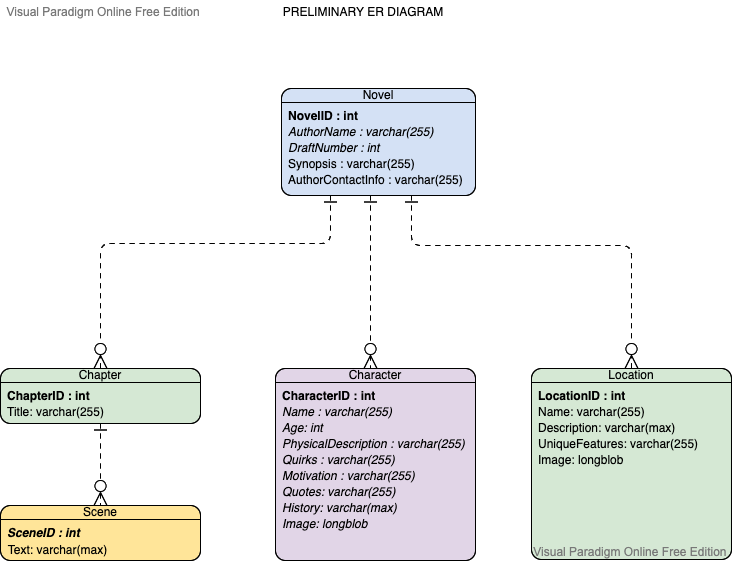 Visual Paradigm Online Free Edition
PRELIMINARY ER DIAGRAM
Novel
NovelID : int
AuthorName : varchar(255)
DraftNumber : int
Synopsis : varchar(255)
AuthorContactInfo : varchar(255)
Chapter
ChapterID : int
Title: varchar(255)
Character
CharacterID : int
Name : varchar(255)
Age: int
PhysicalDescription : varchar(255)
Quirks : varchar(255)
Motivation : varchar(255)
Quotes: varchar(255)
History: varchar(max)
Image: longblob
Location
LocationID : int
Name: varchar(255)
Description: varchar(max)
UniqueFeatures: varchar(255)
Image: longblob
Scene
SceneID : int
Text: varchar(max)
Visual Paradigm Online Free Edition